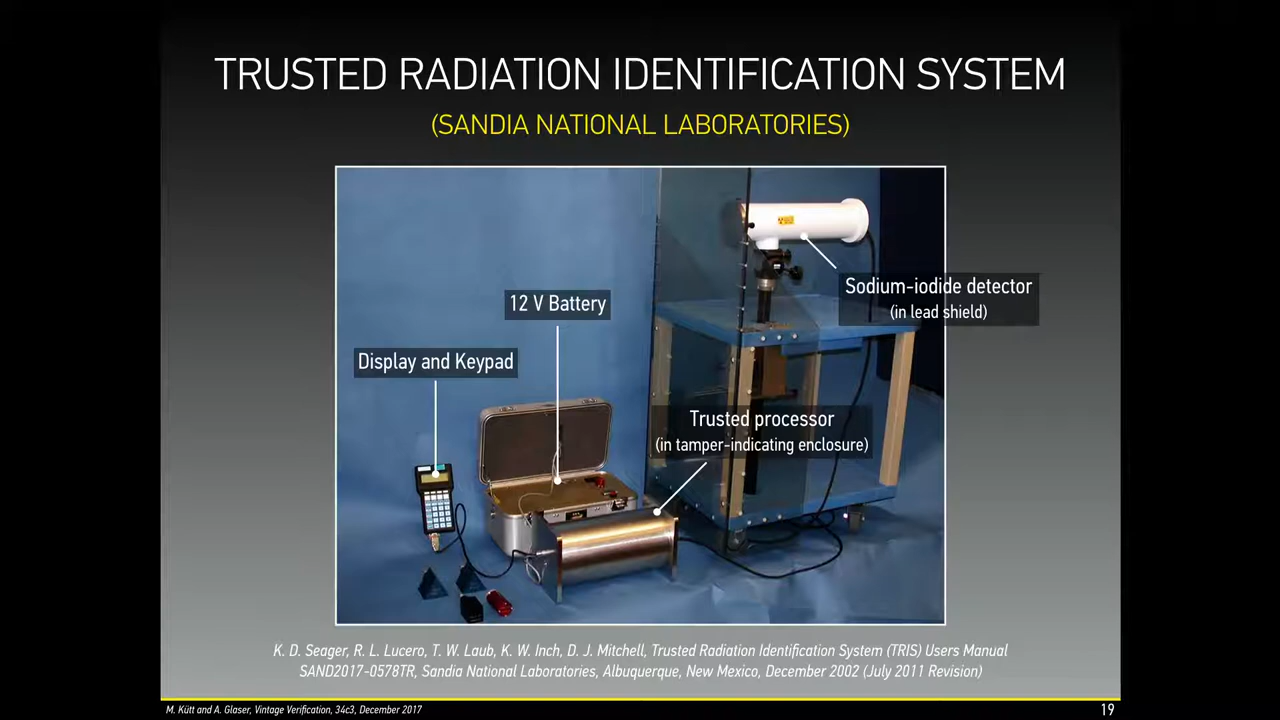 TRUSTED RADIATION IDENTIFICATION SYSTEM
(SANDIA NATIONAL LABORATORIES)
Sodium-iodide detector
(in lead shield)
12 V Battery
Display and Keypad
Trusted processor
(in tamper-indicating enclosure)
K. D. Seager, R. L. Lucero, T. W. Laub, K. W. Inch, D. J. Mitchell, Trusted Radiation Identification System (TRIS) Users Manual
SAND2017-0578TR, Sandia National Laboratories, Albuquerque, New Mexico, December 2002 (July 2011 Revision)
M. Kütt and A. Glaser, Vintage Verification, 34c3, December 2017
19